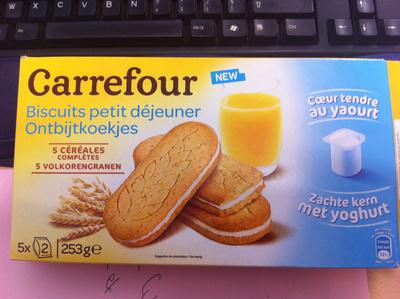 Carrefour
NEW
Biscuits petit déjeuner
Ontbijtkoekjes
5 CÉRÉALES
COMPLÈTES
5 VOLKORENGRANEN
Cœur tendre
au yaourt
Zachte kern
met yoghurt
5x 2 253g e